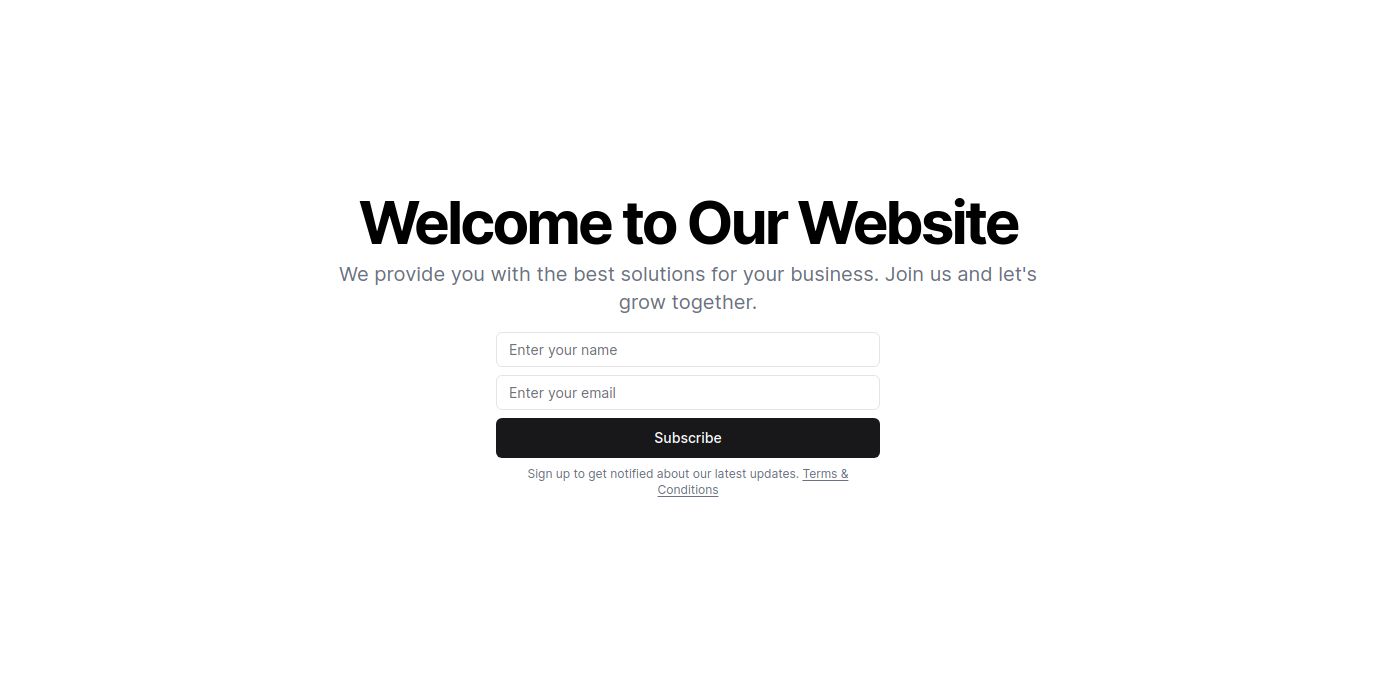 Welcome to Our Website
We provide you with the best solutions for your business. Join us and let's
grow together.
Enter your name
Enter your email
Subscribe
Sign up to get notified about our latest updates. Terms &
Conditions